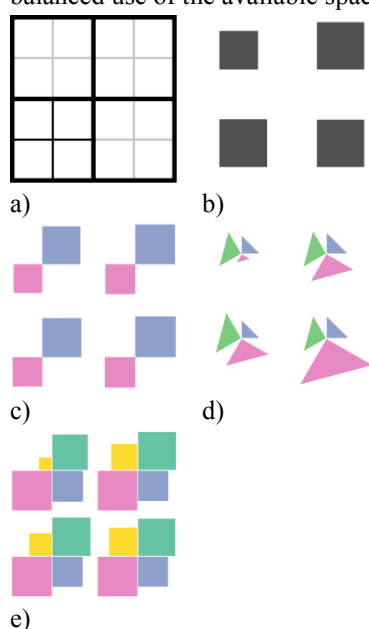 balanced use of the available spac
a) b)
c) d)
e)